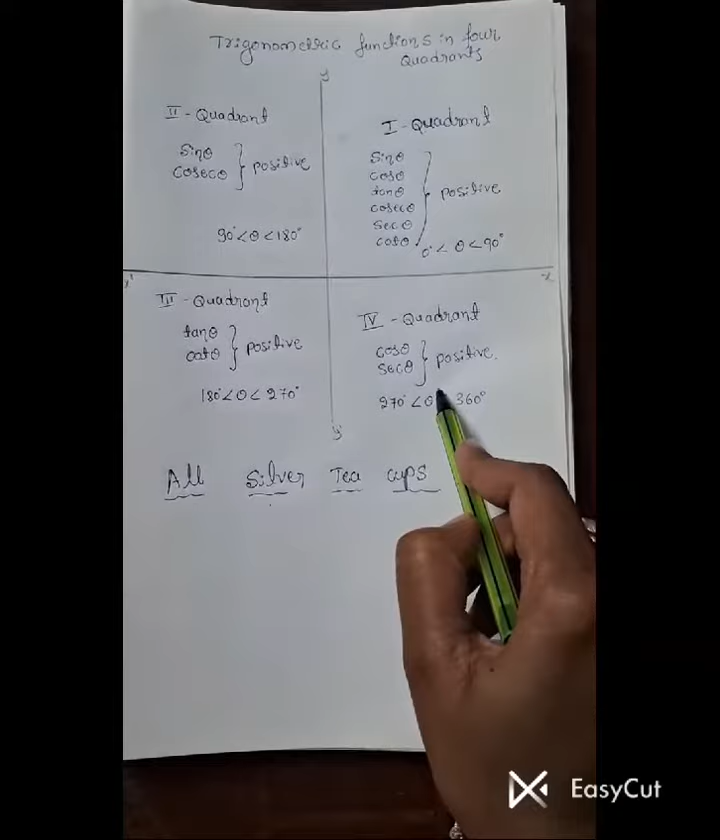 Trigonometric functions in four
Quadrants
y
II - Quadrant
sinθ
cosecθ
} positive
90° < θ < 180°
I - Quadrant
sinθ
cosθ
tanθ
cosecθ
secθ
cotθ
} positive
0° < θ < 90°
x'
x
III - Quadrant
tanθ
cotθ
} positive
180° < θ < 270°
IV - Quadrant
cosθ
secθ
} positive.
270° < θ 360°
y'
All Silver Tea cups
EasyCut